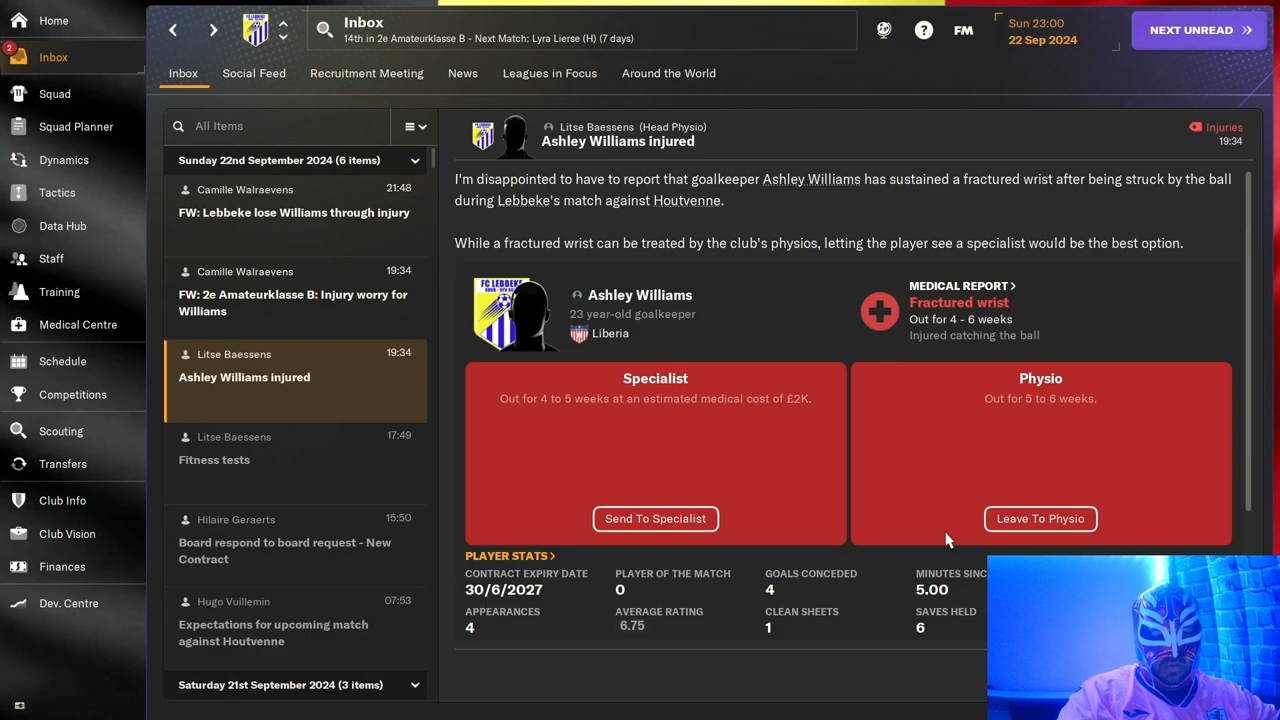 Home
2
Inbox
Squad
Squad Planner
Dynamics
Tactics
Data Hub
Staff
Training
Medical Centre
Schedule
Competitions
Scouting
Transfers
Club Info
Club Vision
Finances
Dev. Centre
Inbox
14th in 2e Amateurklasse B - Next Match: Lyra Lierse (H) (7 days)
?
FM
Sun 23:00
22 Sep 2024
NEXT UNREAD
Inbox
Social Feed
Recruitment Meeting
News
Leagues in Focus
Around the World
All Items
Sunday 22nd September 2024 (6 items)
Camille Walraevens
21:48
FW: Lebbeke lose Williams through injury
Camille Walraevens
19:34
FW: 2e Amateurklasse B: Injury worry for
Williams
Litse Baessens
19:34
Ashley Williams injured
Litse Baessens
17:49
Fitness tests
Hilaire Geraerts
15:50
Board respond to board request - New
Contract
Hugo Vuillemin
07:53
Expectations for upcoming match
against Houtvenne
Saturday 21st September 2024 (3 items)
Litse Baessens (Head Physio)
Ashley Williams injured
Injuries
19:34
I'm disappointed to have to report that goalkeeper Ashley Williams has sustained a fractured wrist after being struck by the ball
during Lebbeke's match against Houtvenne.
While a fractured wrist can be treated by the club's physios, letting the player see a specialist would be the best option.
FC LEBBEKE
Ashley Williams
23 year-old goalkeeper
Liberia
MEDICAL REPORT >
Fractured wrist
Out for 4 - 6 weeks
Injured catching the ball
Specialist
Out for 4 to 5 weeks at an estimated medical cost of £2K.
Send To Specialist
Physio
Out for 5 to 6 weeks.
Leave To Physio
PLAYER STATS >
CONTRACT EXPIRY DATE
30/6/2027
PLAYER OF THE MATCH
0
GOALS CONCEDED
4
MINUTES SINC
5.00
APPEARANCES
4
AVERAGE RATING
6.75
CLEAN SHEETS
1
SAVES HELD
6